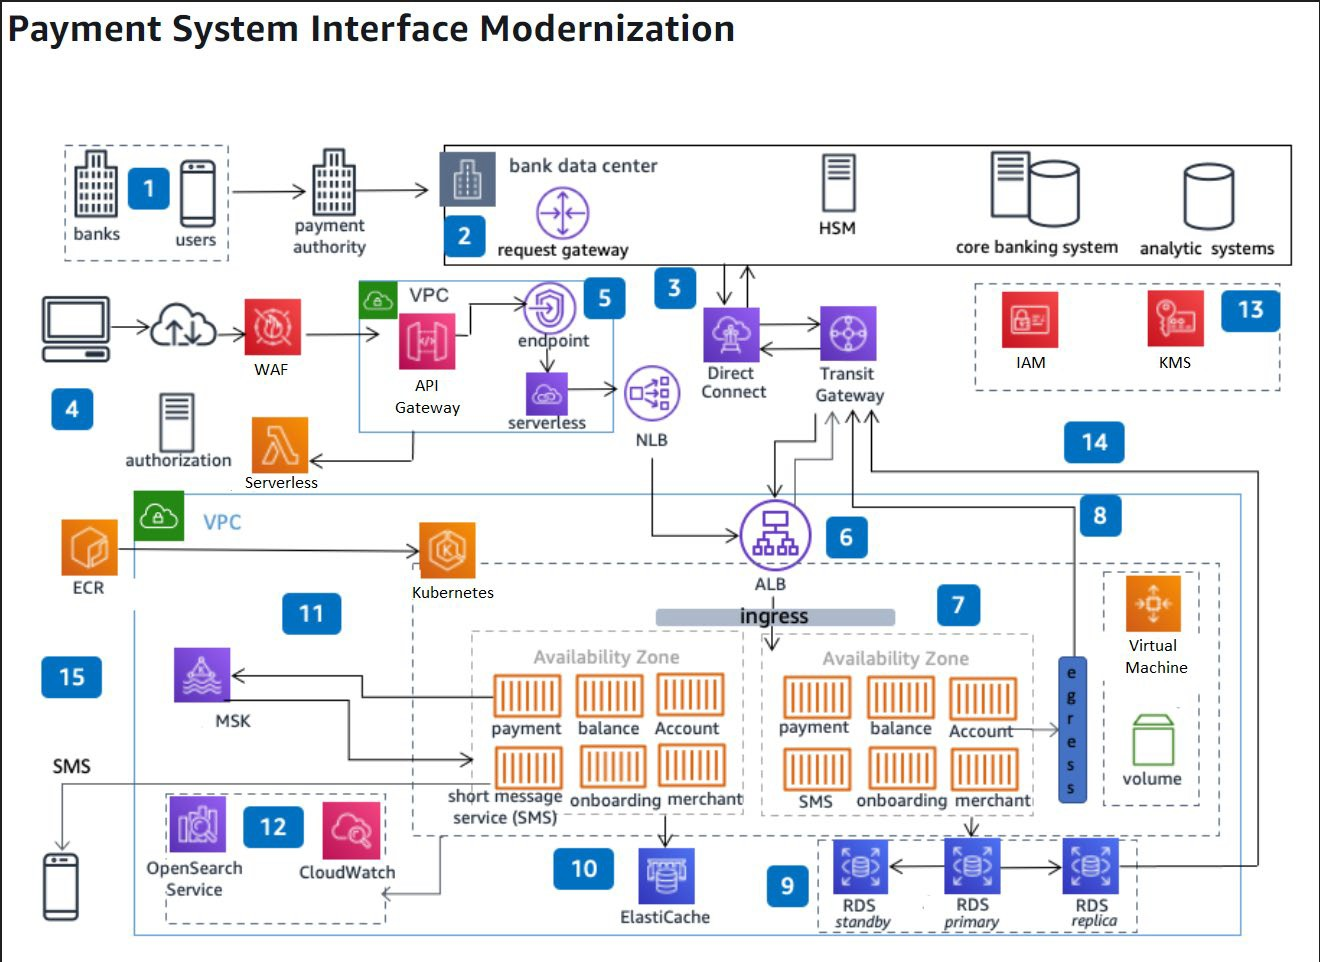 Payment System Interface Modernization
banks
1
users
payment
authority
2
bank data center
request gateway
HSM
core banking system
analytic systems
3
4
WAF
VPC
API
Gateway
5
endpoint
serverless
NLB
Direct
Connect
Transit
Gateway
IAM
KMS
13
authorization
Serverless
14
VPC
ECR
Kubernetes
6
ALB
8
11
ingress
7
15
MSK
Availability Zone
payment
balance
Account
short message
service (SMS)
onboarding
merchant
Availability Zone
payment
balance
Account
SMS
onboarding
merchant
egress
Virtual
Machine
volume
SMS
OpenSearch
Service
12
CloudWatch
10
ElastiCache
9
RDS
standby
RDS
primary
RDS
replica